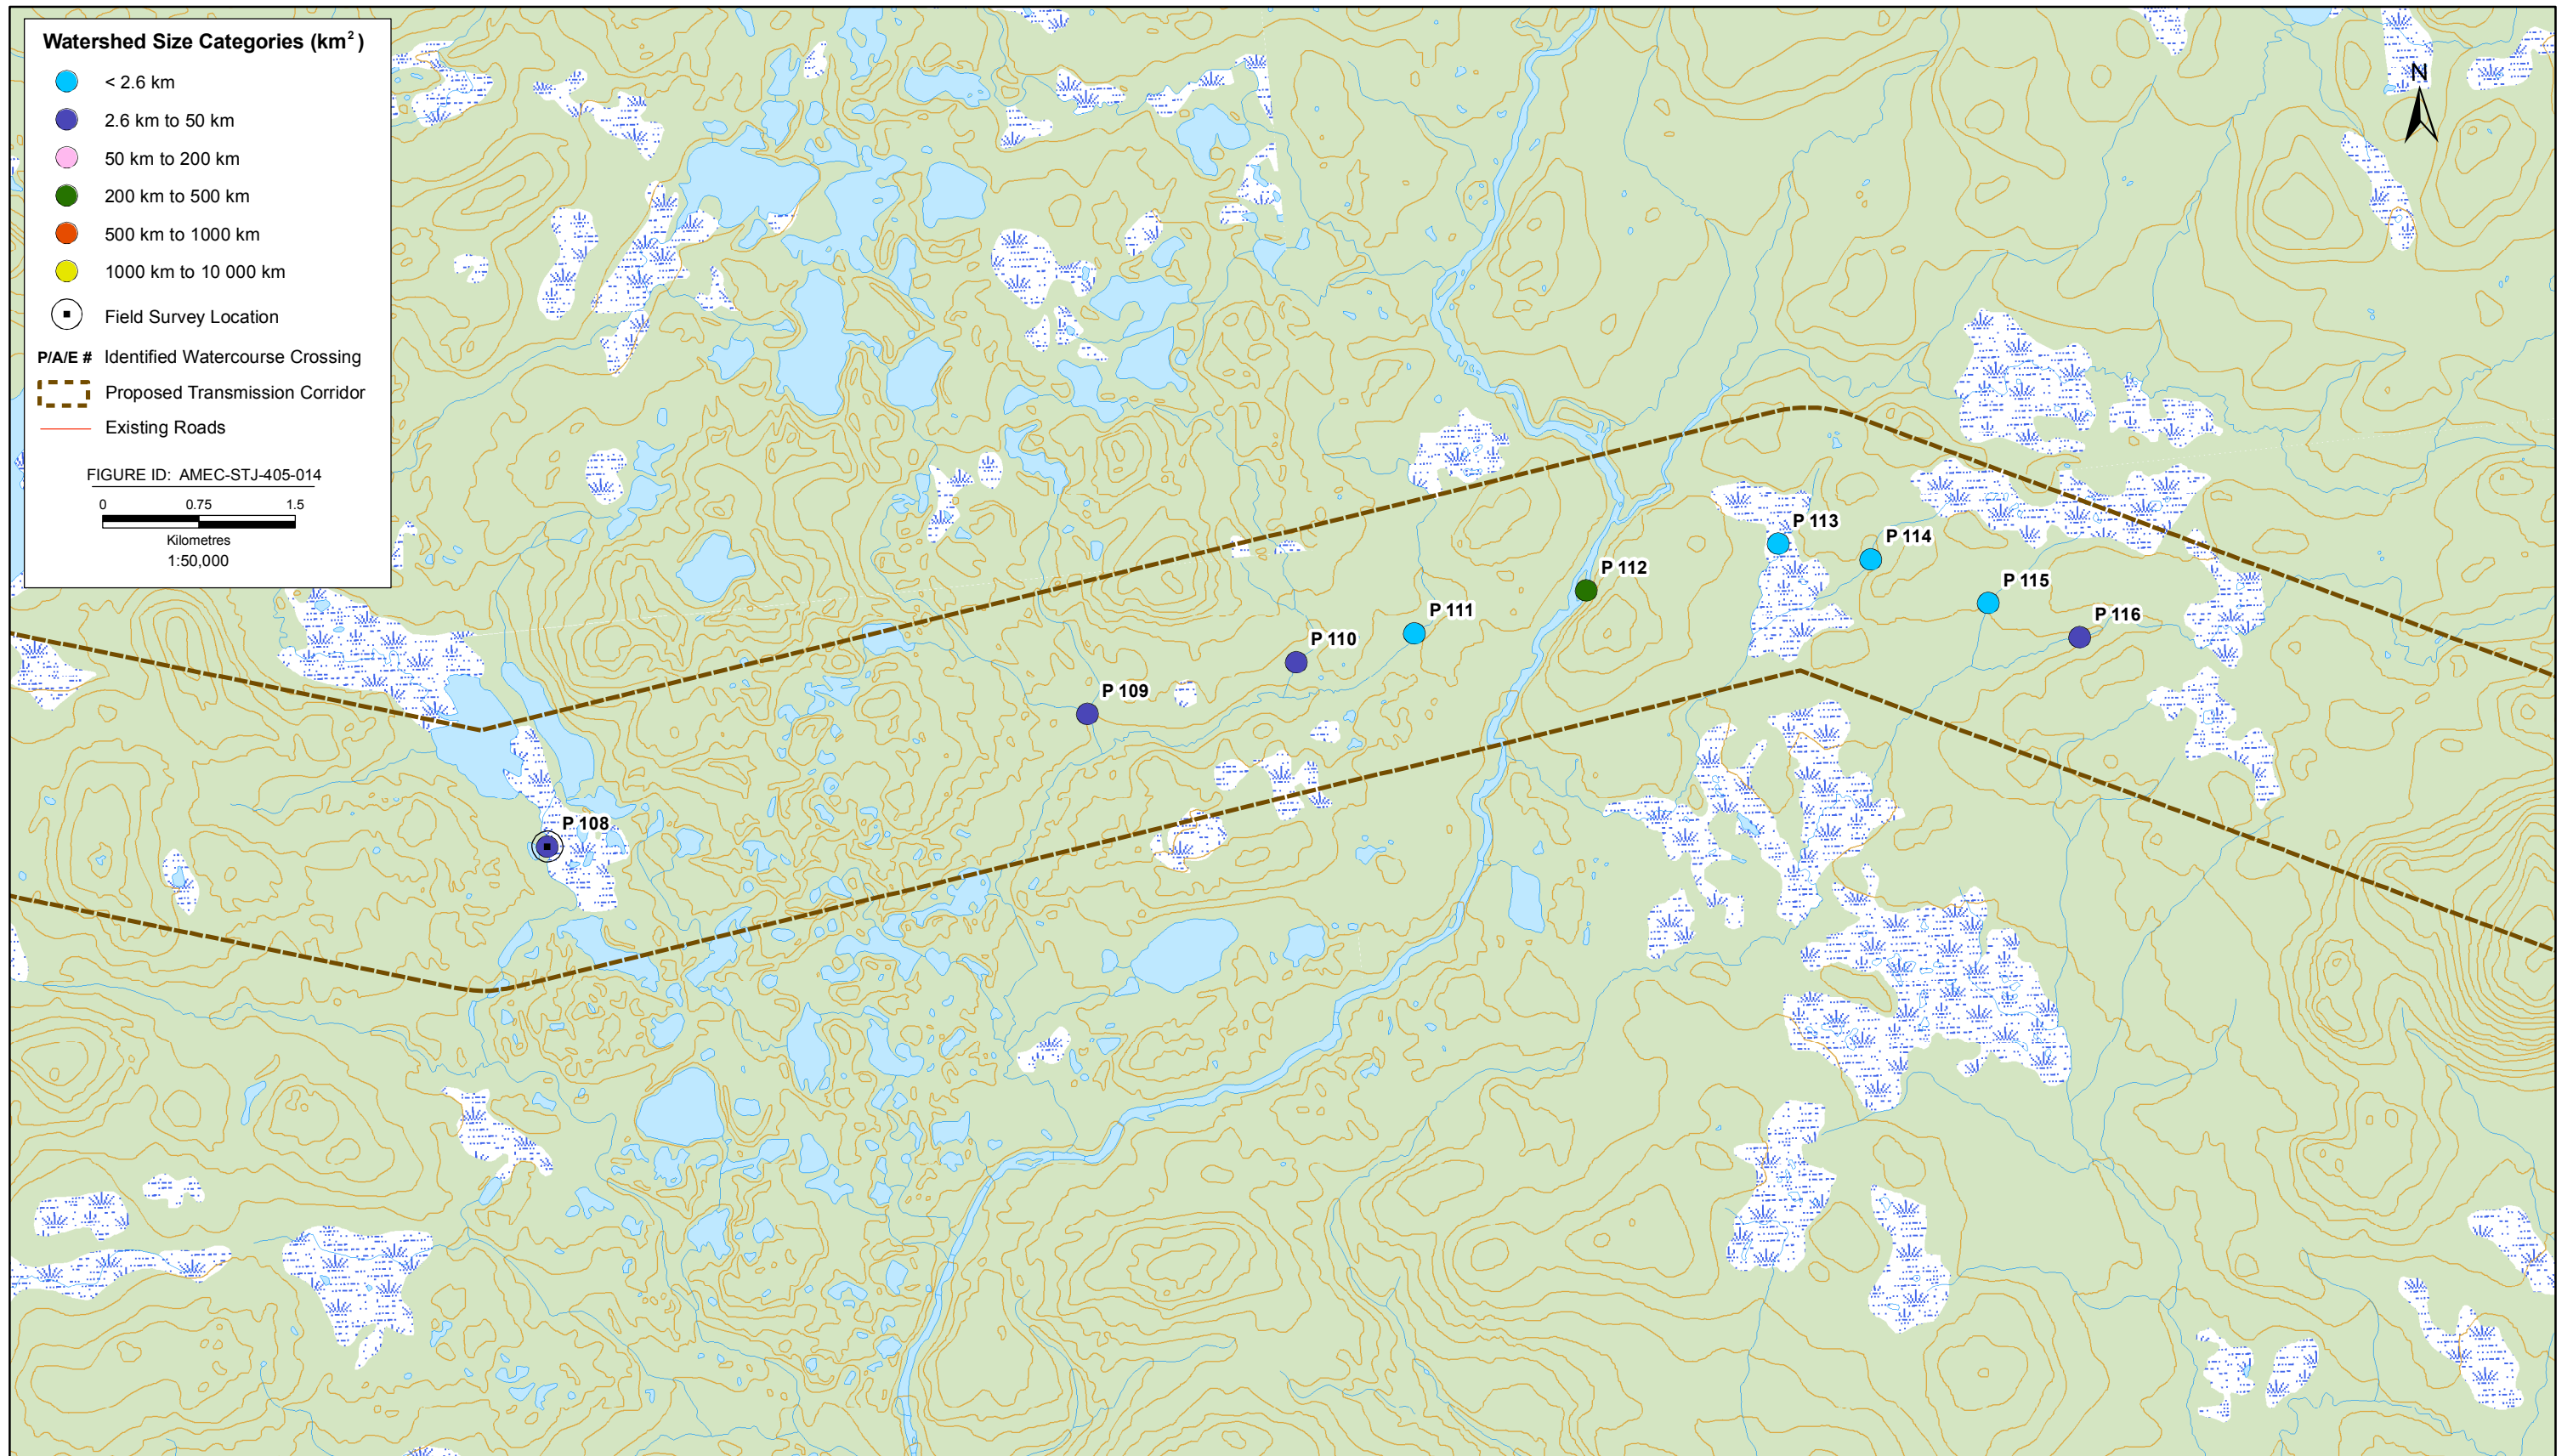 Watershed Size Categories (km²)
< 2.6 km
2.6 km to 50 km
50 km to 200 km
200 km to 500 km
500 km to 1000 km
1000 km to 10 000 km
Field Survey Location
P/A/E # Identified Watercourse Crossing
Proposed Transmission Corridor
Existing Roads
FIGURE ID: AMEC-STJ-405-014
0 0.75 1.5
Kilometres
1:50,000
N
P 113
P 114
P 112
P 115
P 111
P 116
P 110
P 109
P 108